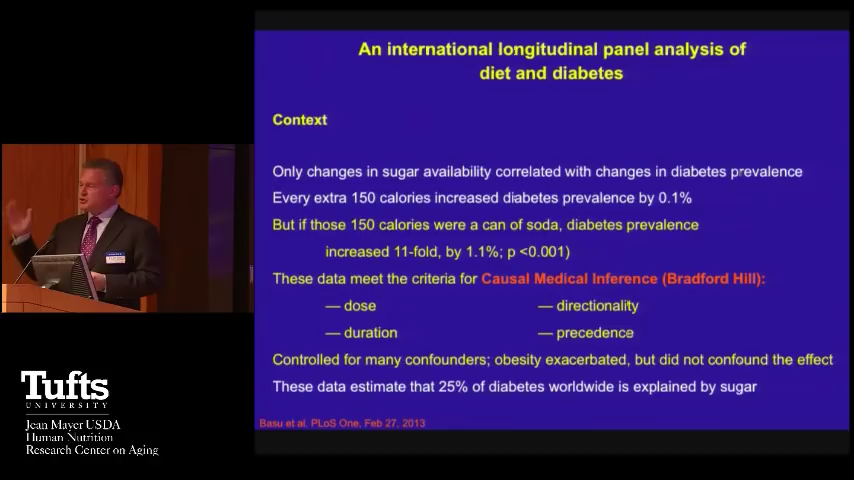 An international longitudinal panel analysis of
diet and diabetes
Context
Only changes in sugar availability correlated with changes in diabetes prevalence
Every extra 150 calories increased diabetes prevalence by 0.1%
But if those 150 calories were a can of soda, diabetes prevalence
increased 11-fold, by 1.1%; p <0.001)
These data meet the criteria for Causal Medical Inference (Bradford Hill):
— dose — directionality
— duration — precedence
Controlled for many confounders; obesity exacerbated, but did not confound the effect
These data estimate that 25% of diabetes worldwide is explained by sugar
Basu et al. PLoS One, Feb 27, 2013
Tufts
UNIVERSITY
Jean Mayer USDA
Human Nutrition
Research Center on Aging